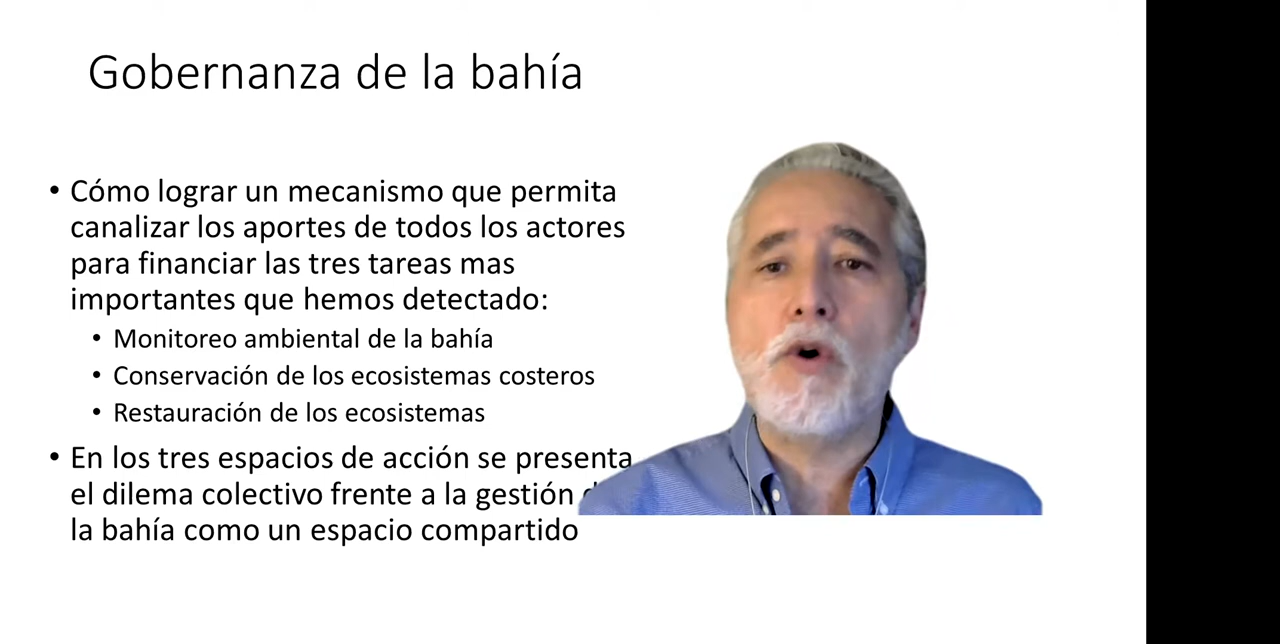 Gobernanza de la bahía
• Cómo lograr un mecanismo que permita
canalizar los aportes de todos los actores
para financiar las tres tareas mas
importantes que hemos detectado:
• Monitoreo ambiental de la bahía
• Conservación de los ecosistemas costeros
• Restauración de los ecosistemas
• En los tres espacios de acción se presenta
el dilema colectivo frente a la gestión
la bahía como un espacio compartido